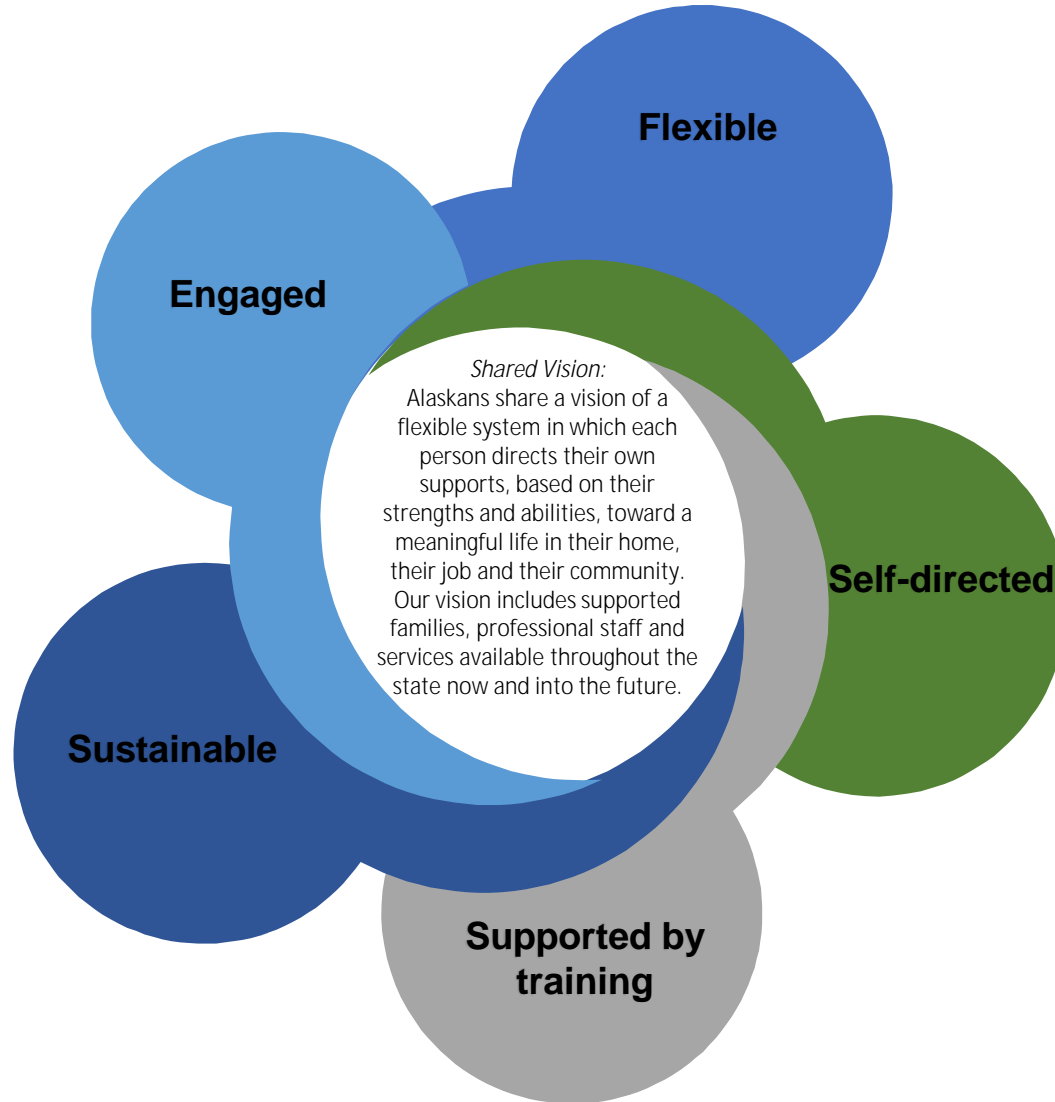 Flexible
Engaged
Shared Vision:
Alaskans share a vision of a
flexible system in which each
person directs their own
supports, based on their
strengths and abilities, toward a
meaningful life in their home,
their job and their community.
Our vision includes supported
families, professional staff and
services available throughout the
state now and into the future.
Self-directed
Sustainable
Supported by
training